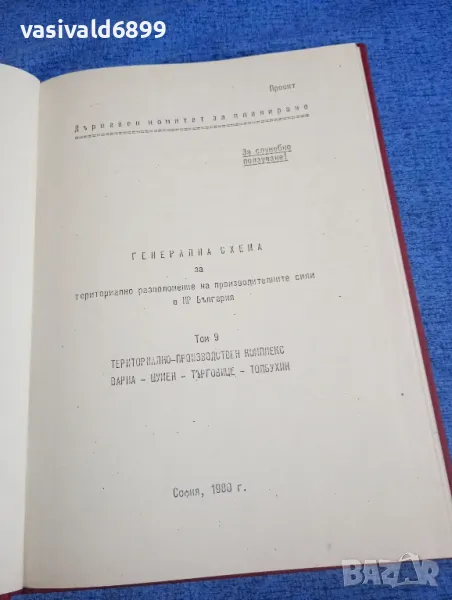 vasivald6899
Проект
Държавен комитет за планиране
За служебно
ползуване!
ГЕНЕРАЛНА СХЕМА
за
териториално разположение на производителните сили
в НР България
Том 9
ТЕРИТОРИАЛНО-ПРОИЗВОДСТВЕН КОМПЛЕКС
ВАРНА - ШУМЕН - ТЪРГОВИЩЕ - ТОЛБУХИН
София, 1980 г.
BAZAR